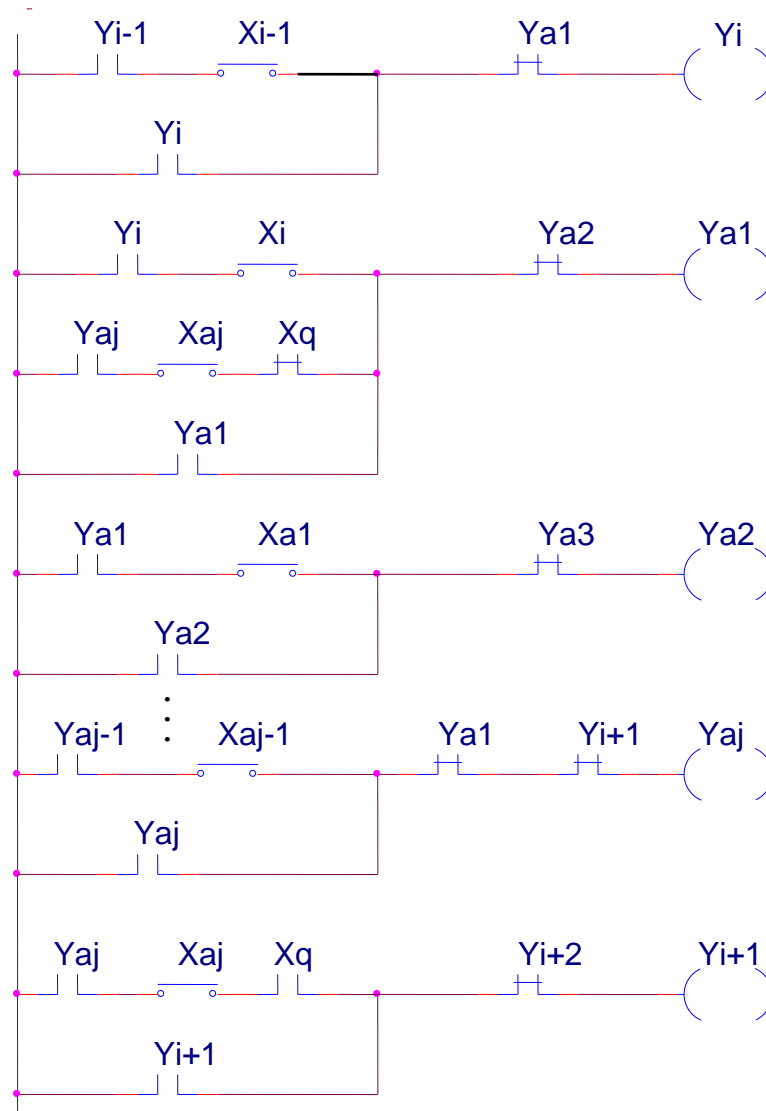 Yi-1 Xi-1 Ya1 Yi
Yi
Yi Xi Ya2 Ya1
Yaj Xaj Xq
Ya1
Ya1 Xa1 Ya3 Ya2
Ya2
Yaj-1 Xaj-1 Ya1 Yi+1 Yaj
Yaj
Yaj Xaj Xq Yi+2 Yi+1
Yi+1